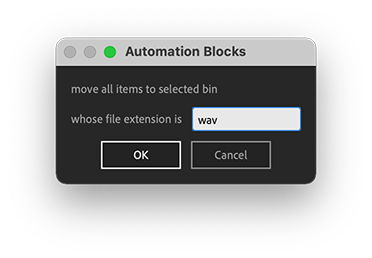 Automation Blocks
move all items to selected bin
whose file extension is wav
OK Cancel